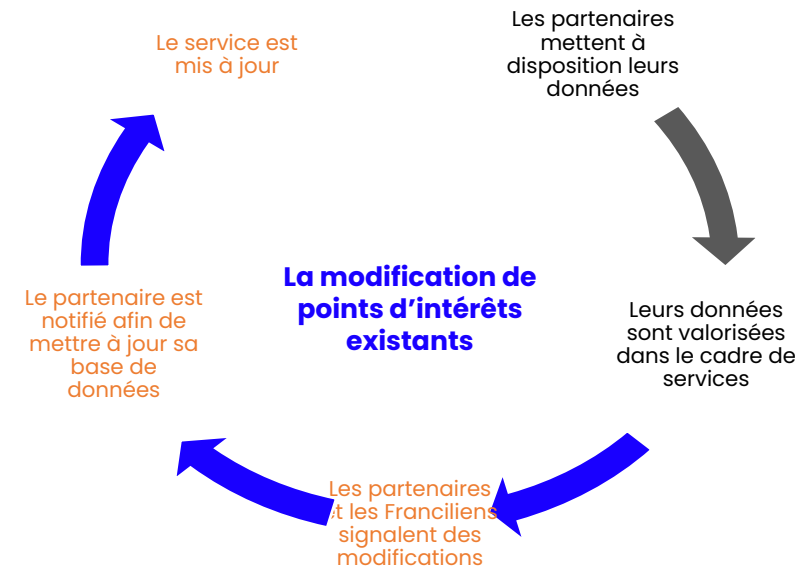 Le service est
mis à jour
Les partenaires
mettent à
disposition leurs
données
La modification de
points d’intérêts
existants
Leurs données
sont valorisées
dans le cadre de
services
Le partenaire est
notifié afin de
mettre à jour sa
base de
données
Les partenaires
et les Franciliens
signalent des
modifications